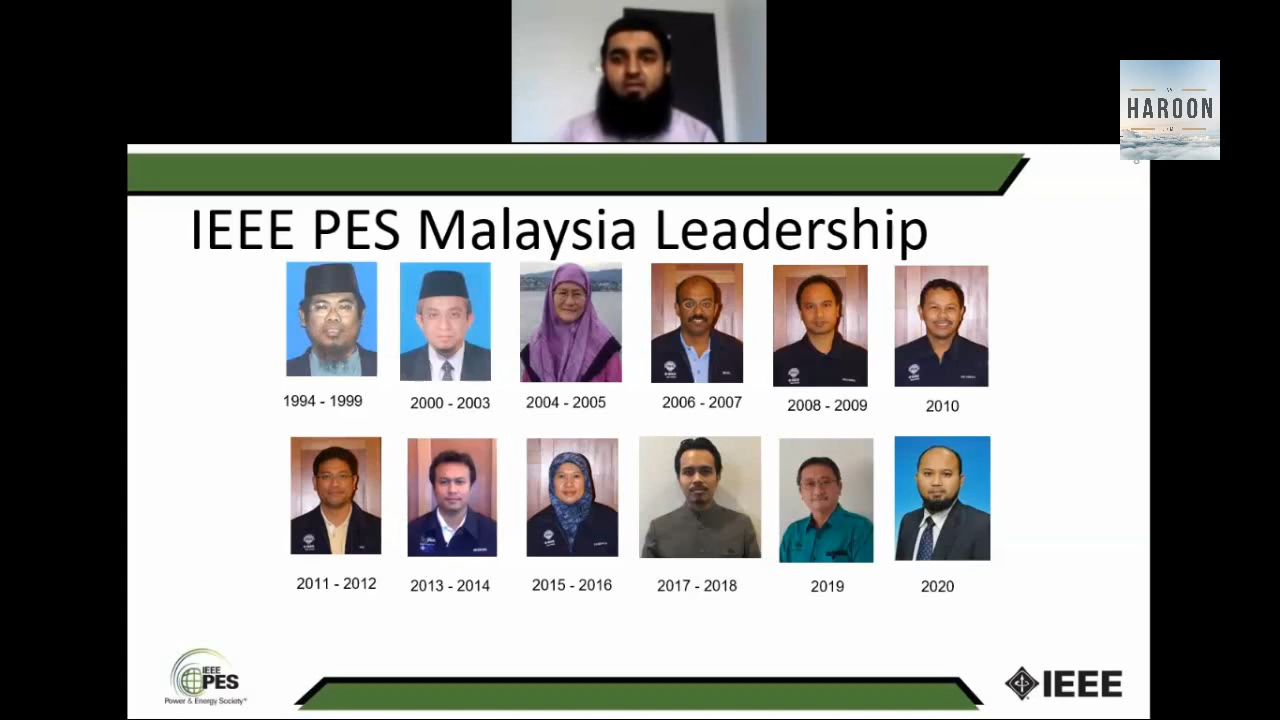 HAROON
IEEE PES Malaysia Leadership
1994 - 1999
2000 - 2003
2004 - 2005
2006 - 2007
2008 - 2009
2010
2011 - 2012
2013 - 2014
2015 - 2016
2017 - 2018
2019
2020
IEEE
PES
Power & Energy Society®
IEEE